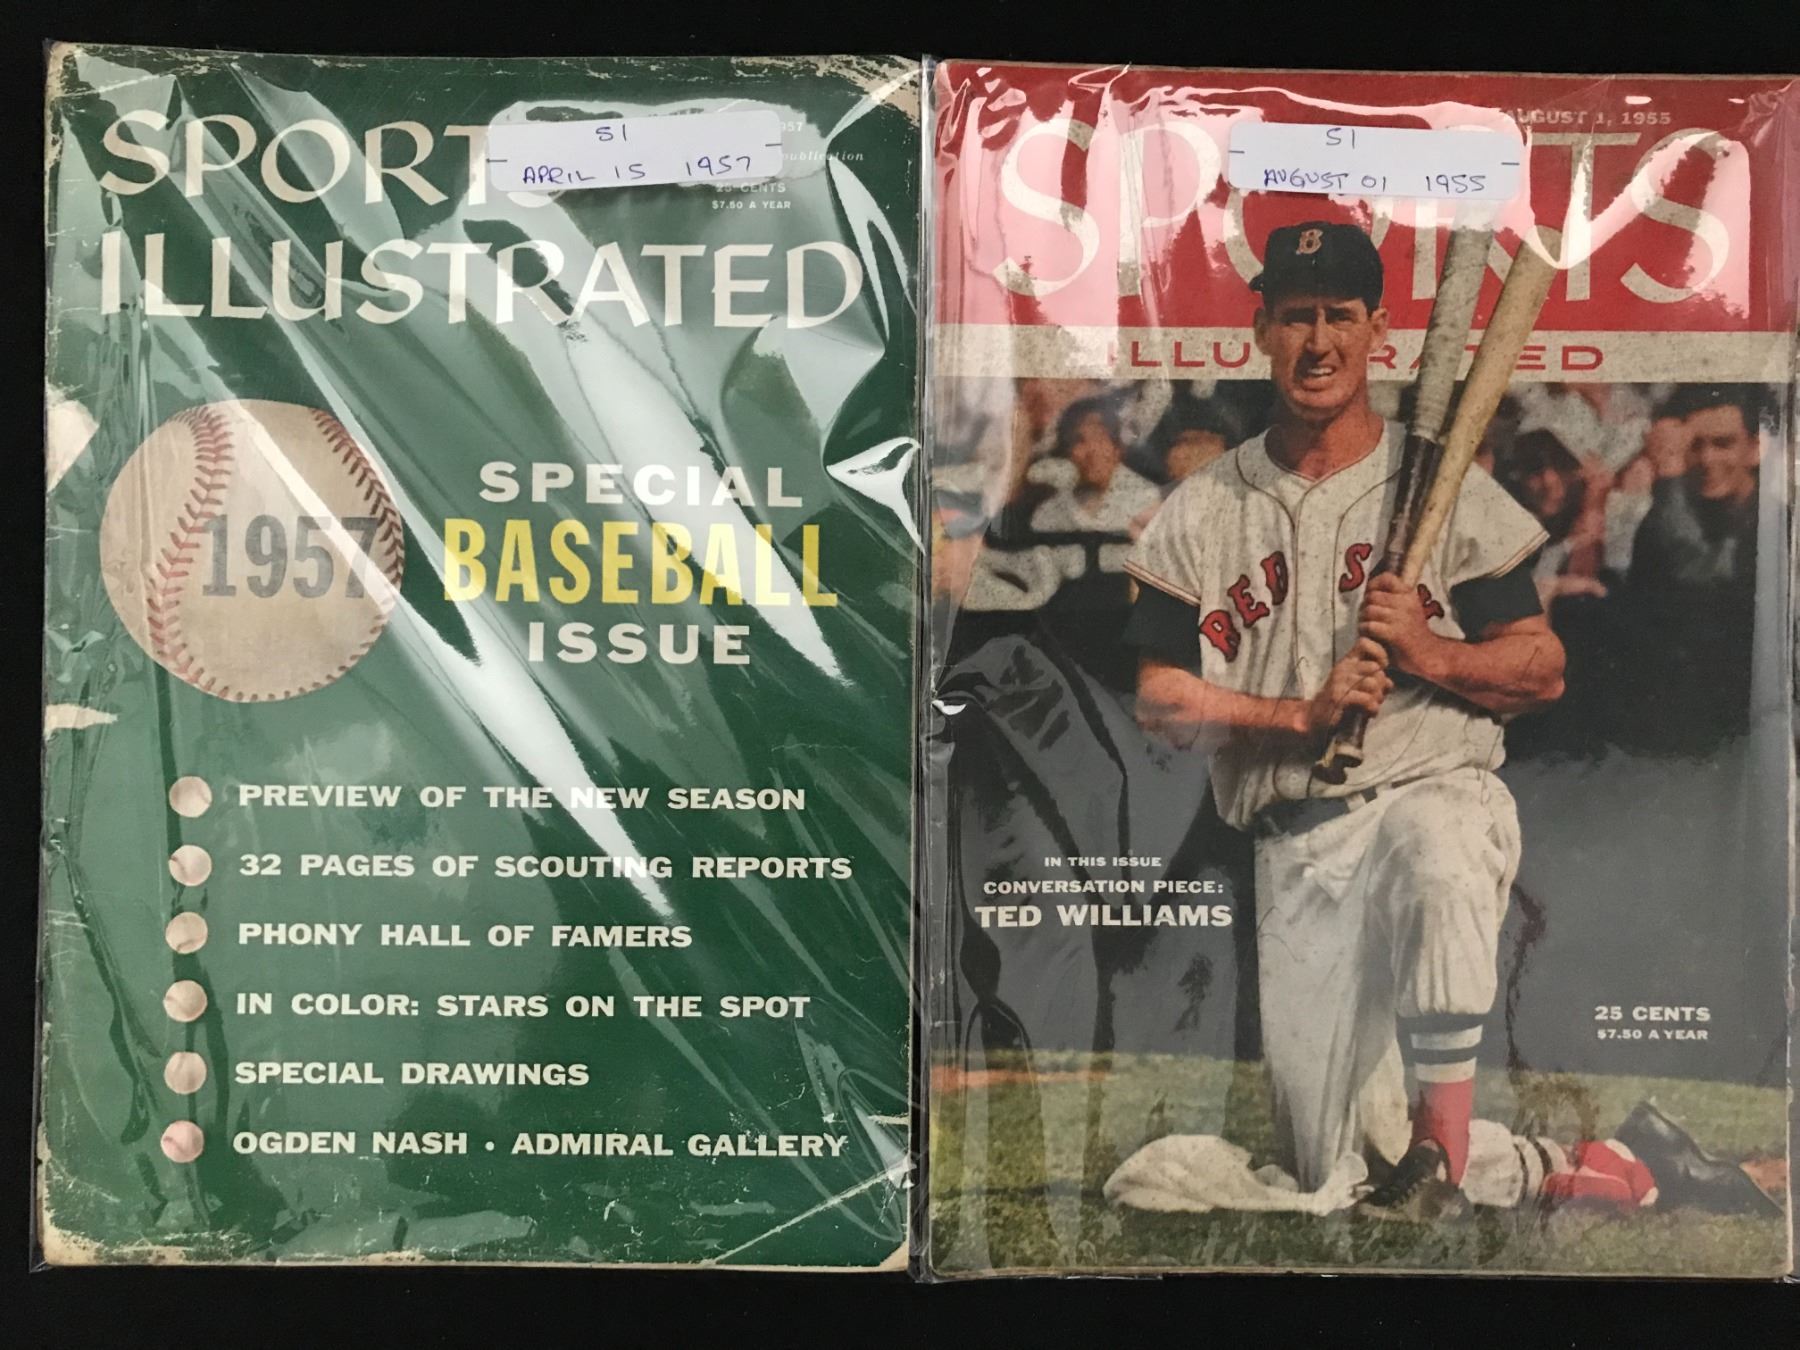 SPORTS
ILLUSTRATED
SI
APRIL 15 1957
1957
publication
25 CENTS
$7.50 A YEAR
1957
SPECIAL
BASEBALL
ISSUE
PREVIEW OF THE NEW SEASON
32 PAGES OF SCOUTING REPORTS
PHONY HALL OF FAMERS
IN COLOR: STARS ON THE SPOT
SPECIAL DRAWINGS
OGDEN NASH • ADMIRAL GALLERY
AUGUST 1, 1955
SI
AUGUST 01 1955
SPORTS
ILLUSTRATED
B
RED SOX
IN THIS ISSUE
CONVERSATION PIECE:
TED WILLIAMS
25 CENTS
$7.50 A YEAR